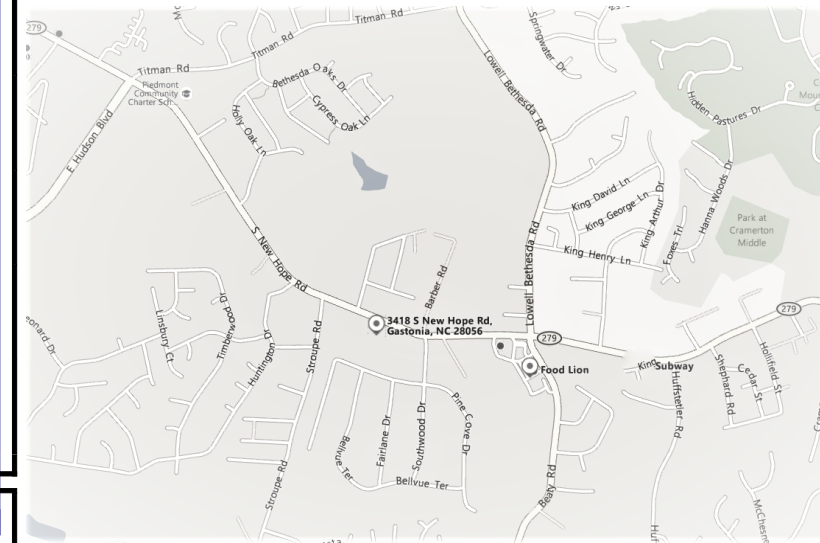 279
Titman Rd
Titman Rd
Titman Rd
Piedmont
Community
Charter Sch...
Bethesda Oaks Dr
Cypress Oak Ln
Holly Oak Ln
E Hudson Blvd
S New Hope Rd
Lowell Bethesda Rd
Springwater Dr
Hidden Pastures Dr
King David Ln
King George Ln
King Arthur Dr
King Henry Ln
Foxes Trl
Hanna Woods Dr
Park at
Cramerton
Middle
Lowell Bethesda Rd
Barber Rd
3418 S New Hope Rd,
Gastonia, NC 28056
279
279
Food Lion
King
Subway
Huffstetler Rd
Shephard Rd
Cedar St
Hollifield St
eonard Dr
Linsbury Ct
Timberwood Dr
Huntington Dr
Stroupe Rd
Stroupe Rd
Bellvue Ter
Fairlane Dr
Southwood Dr
Pine Cove Dr
Bellvue Ter
Beaty Rd
Huff
McChesn